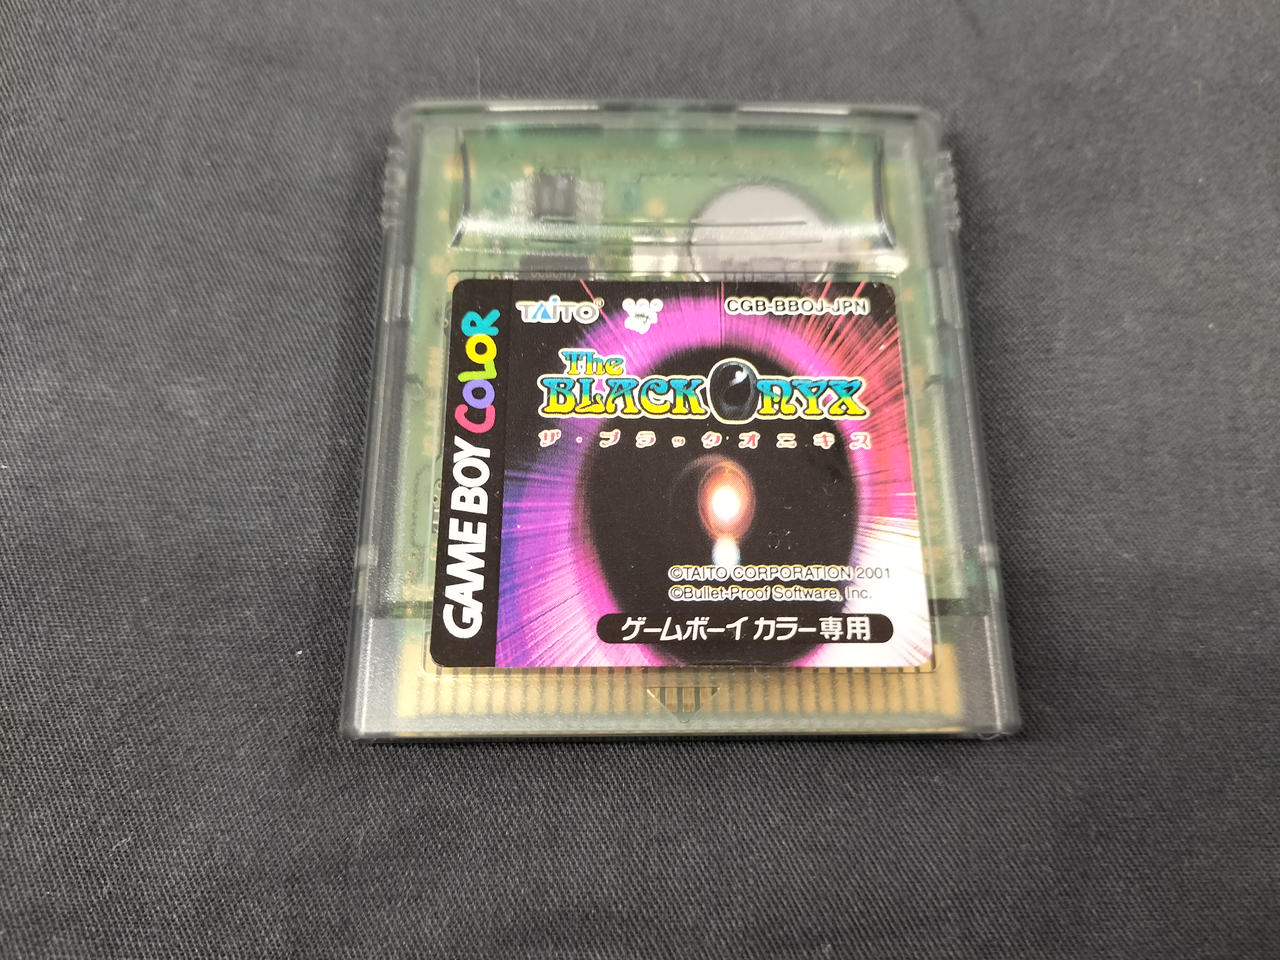 TAITO®
CGB-BBOJ-JPN
The
BLACK ONYX
ザ・ブラックオニキス
GAME BOY COLOR
©TAITO CORPORATION 2001
©Bullet-Proof Software, Inc.
ゲームボーイ カラー専用